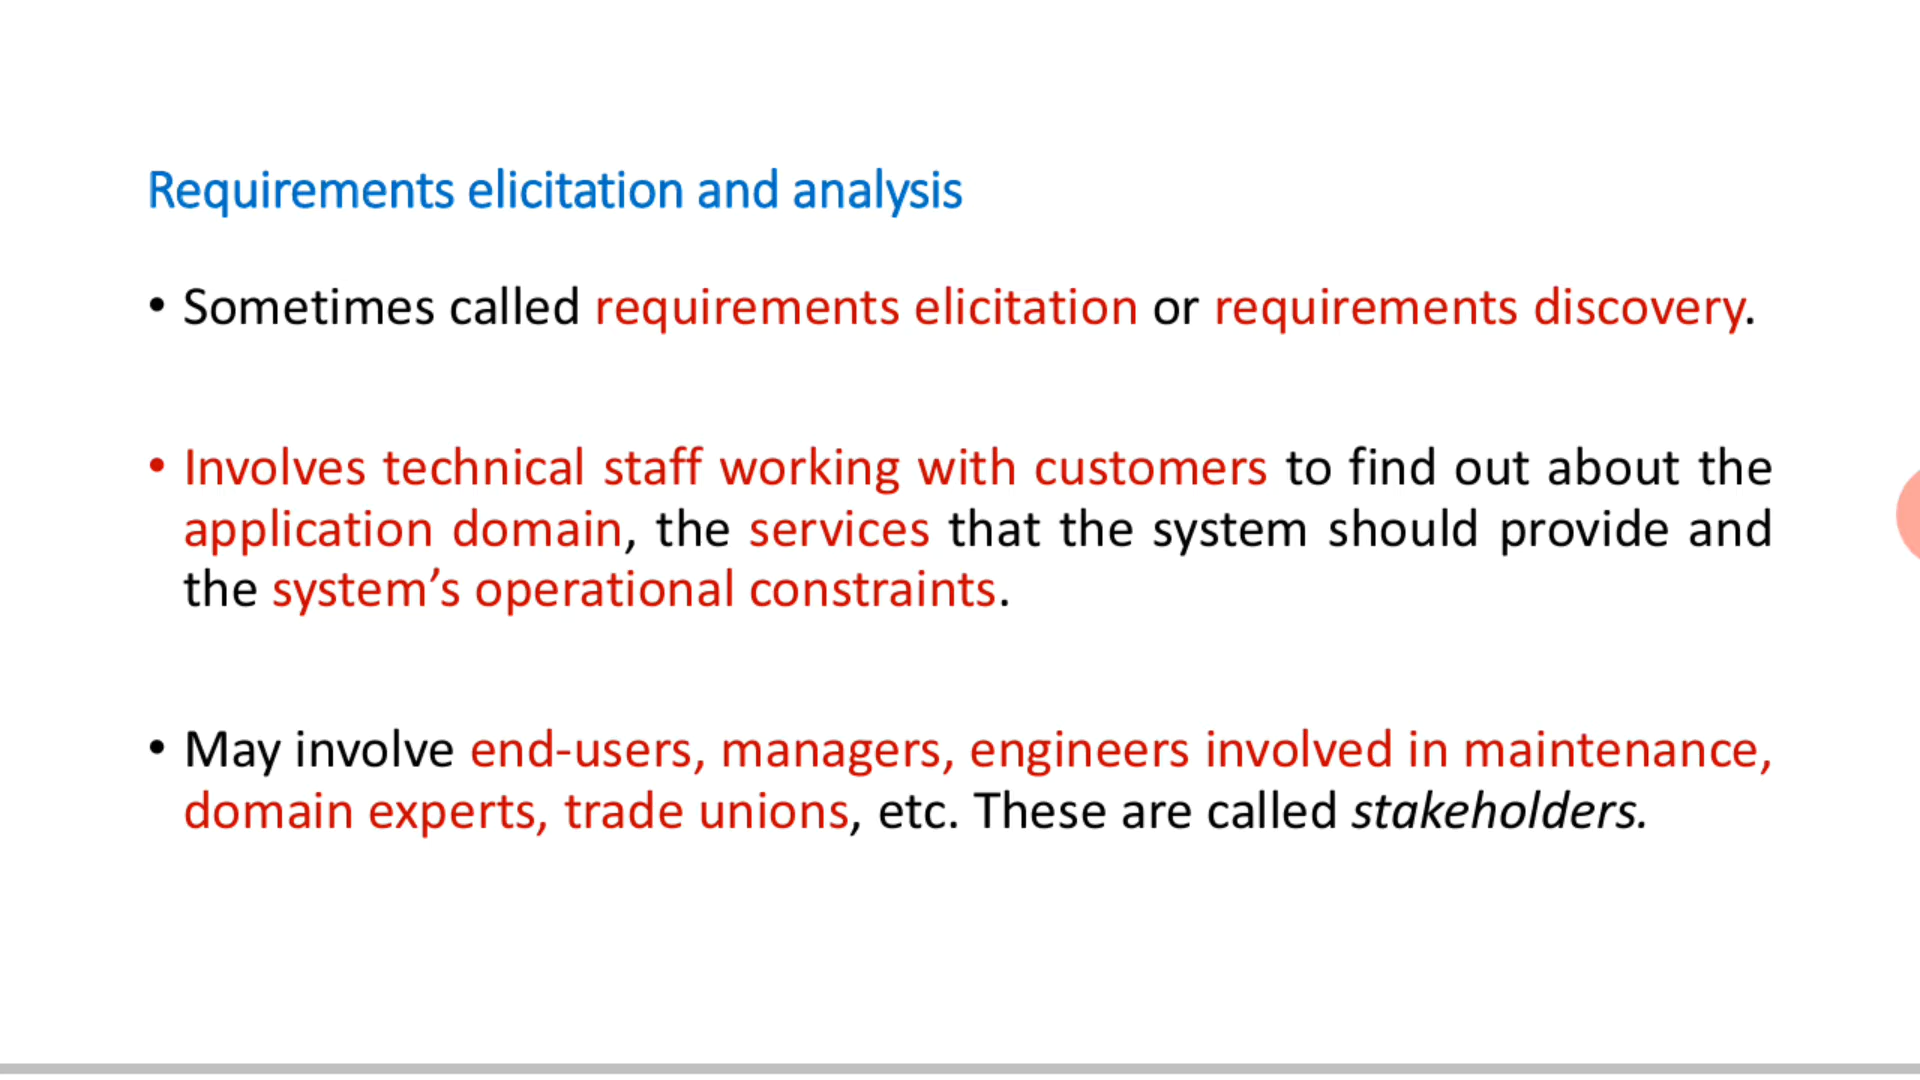 Requirements elicitation and analysis
• Sometimes called requirements elicitation or requirements discovery.
• Involves technical staff working with customers to find out about the
application domain, the services that the system should provide and
the system’s operational constraints.
• May involve end-users, managers, engineers involved in maintenance,
domain experts, trade unions, etc. These are called stakeholders.